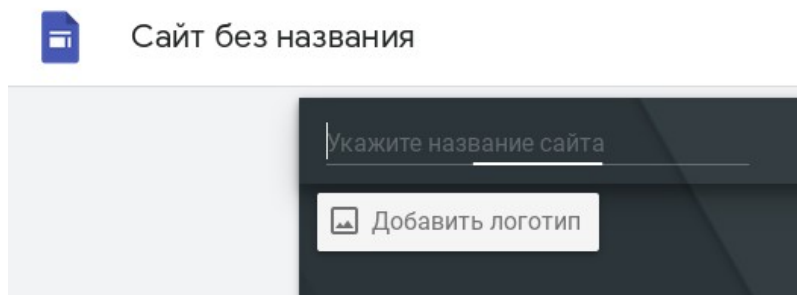 Сайт без названия
Укажите название сайта
Добавить логотип